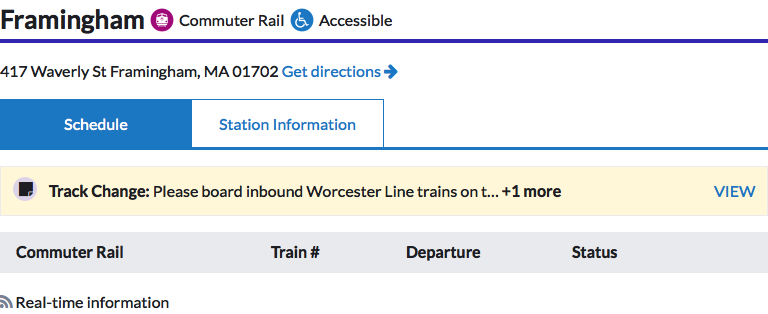 Framingham Commuter Rail Accessible
417 Waverly St Framingham, MA 01702 Get directions
Schedule Station Information
Track Change: Please board inbound Worcester Line trains on t... +1 more VIEW
Commuter Rail Train # Departure Status
Real-time information